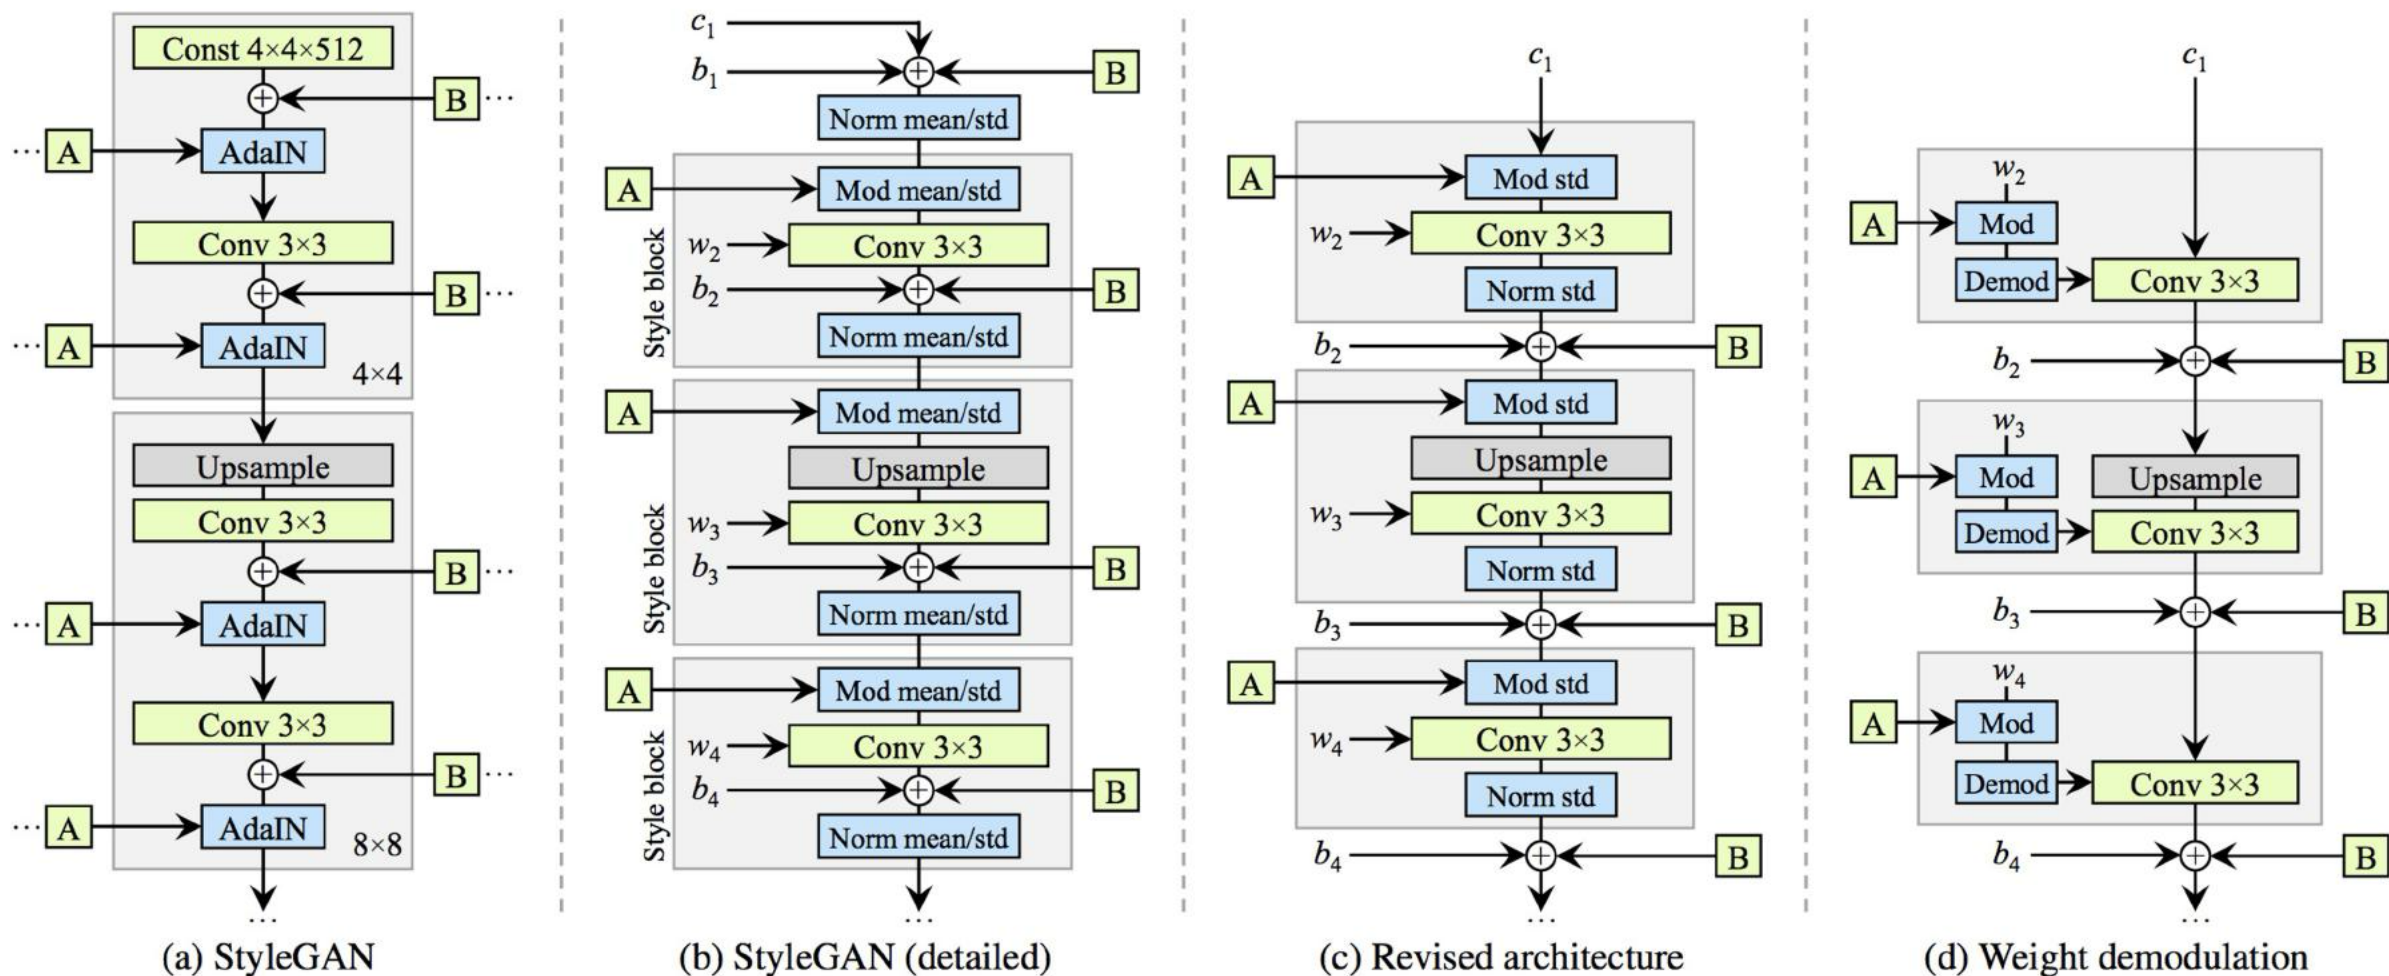 Const 4×4×512
+
B ...
... A
AdaIN
Conv 3×3
+
B ...
... A
AdaIN
4×4
Upsample
Conv 3×3
+
B ...
... A
AdaIN
Conv 3×3
+
B ...
... A
AdaIN
8×8
...
(a) StyleGAN
c1
b1
+
B
Norm mean/std
A
Mod mean/std
w2
Conv 3×3
b2
+
B
Norm mean/std
Style block
A
Mod mean/std
Upsample
w3
Conv 3×3
b3
+
B
Norm mean/std
Style block
A
Mod mean/std
w4
Conv 3×3
b4
+
B
Norm mean/std
Style block
...
(b) StyleGAN (detailed)
c1
A
Mod std
w2
Conv 3×3
Norm std
b2
+
B
A
Mod std
Upsample
w3
Conv 3×3
Norm std
b3
+
B
A
Mod std
w4
Conv 3×3
Norm std
b4
+
B
...
(c) Revised architecture
c1
w2
A
Mod
Demod
Conv 3×3
b2
+
B
w3
A
Mod
Upsample
Demod
Conv 3×3
b3
+
B
w4
A
Mod
Demod
Conv 3×3
b4
+
B
...
(d) Weight demodulation